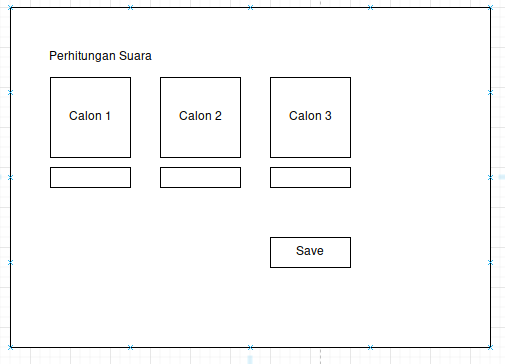 Perhitungan Suara
Calon 1
Calon 2
Calon 3
Save